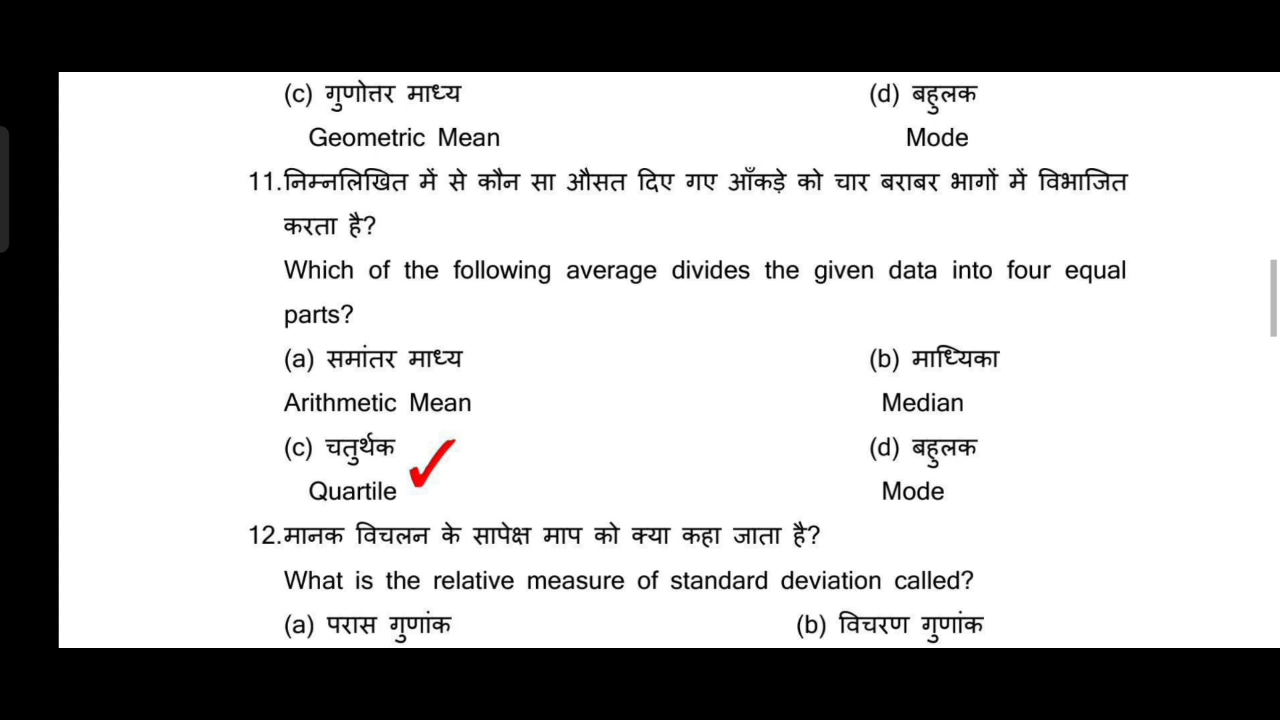 (c) गुणोत्तर माध्य (d) बहुलक
Geometric Mean Mode
11.निम्नलिखित में से कौन सा औसत दिए गए आँकड़े को चार बराबर भागों में विभाजित
करता है?
Which of the following average divides the given data into four equal
parts?
(a) समांतर माध्य (b) माध्यिका
Arithmetic Mean Median
(c) चतुर्थक (d) बहुलक
Quartile Mode
12.मानक विचलन के सापेक्ष माप को क्या कहा जाता है?
What is the relative measure of standard deviation called?
(a) परास गुणांक (b) विचरण गुणांक